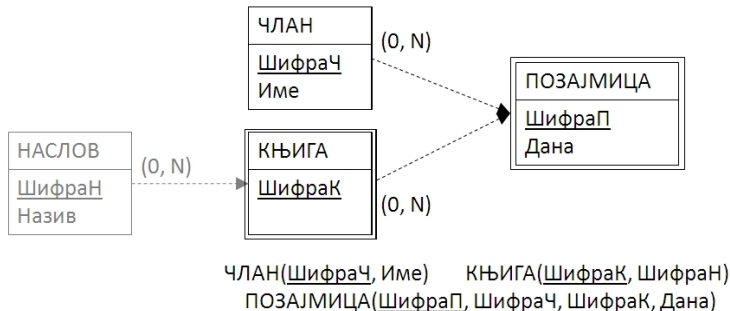 ЧЛАН
ШифраЧ
Име
(0, N)
ПОЗАЈМИЦА
ШифраП
Дана
НАСЛОВ
ШифраН
Назив
(0, N)
КЊИГА
ШифраК
(0, N)
ЧЛАН(ШифраЧ, Име) КЊИГА(ШифраК, ШифраН)
ПОЗАЈМИЦА(ШифраП, ШифраЧ, ШифраК, Дана)